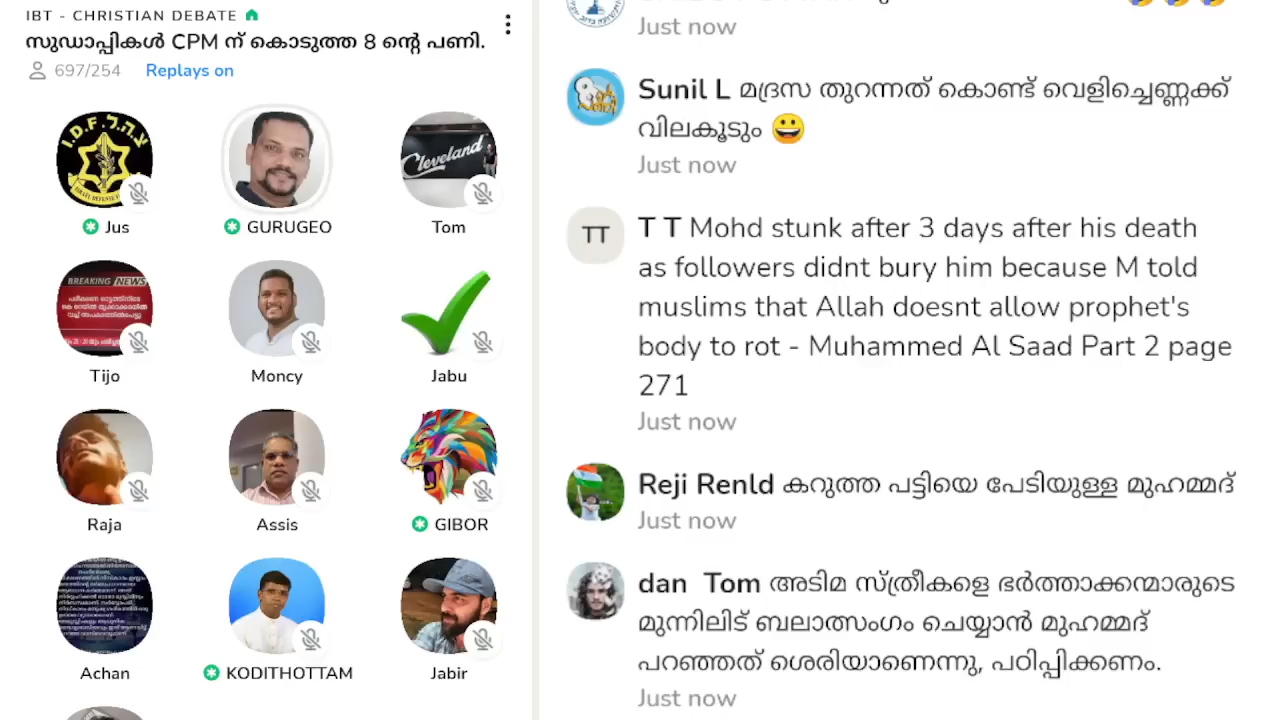 IBT - CHRISTIAN DEBATE
സുഡാപ്പികൾ CPM ന് കൊടുത്ത 8 ന്റെ പണി.
697/254 Replays on
I.D.F. צ.ה.ל.
Cleveland
Jus GURUGEO Tom
BREAKING NEWS
Tijo Moncy Jabu
Raja Assis GIBOR
Achan KODITHOTTAM Jabir
Just now
Sunil L മദ്രസ തുറന്നത് കൊണ്ട് വെളിച്ചെണ്ണക്ക്
വിലകൂടും 😀
Just now
TT
T T Mohd stunk after 3 days after his death
as followers didnt bury him because M told
muslims that Allah doesnt allow prophet's
body to rot - Muhammed Al Saad Part 2 page
271
Just now
Reji Renld കറുത്ത പട്ടിയെ പേടിയുള്ള മുഹമ്മദ്
Just now
dan Tom അടിമ സ്ത്രീകളെ ഭർത്താക്കന്മാരുടെ
മുന്നിലിട് ബലാത്സംഗം ചെയ്യാൻ മുഹമ്മദ്
പറഞ്ഞത് ശെരിയാണെന്നു, പഠിപ്പിക്കണം.
Just now